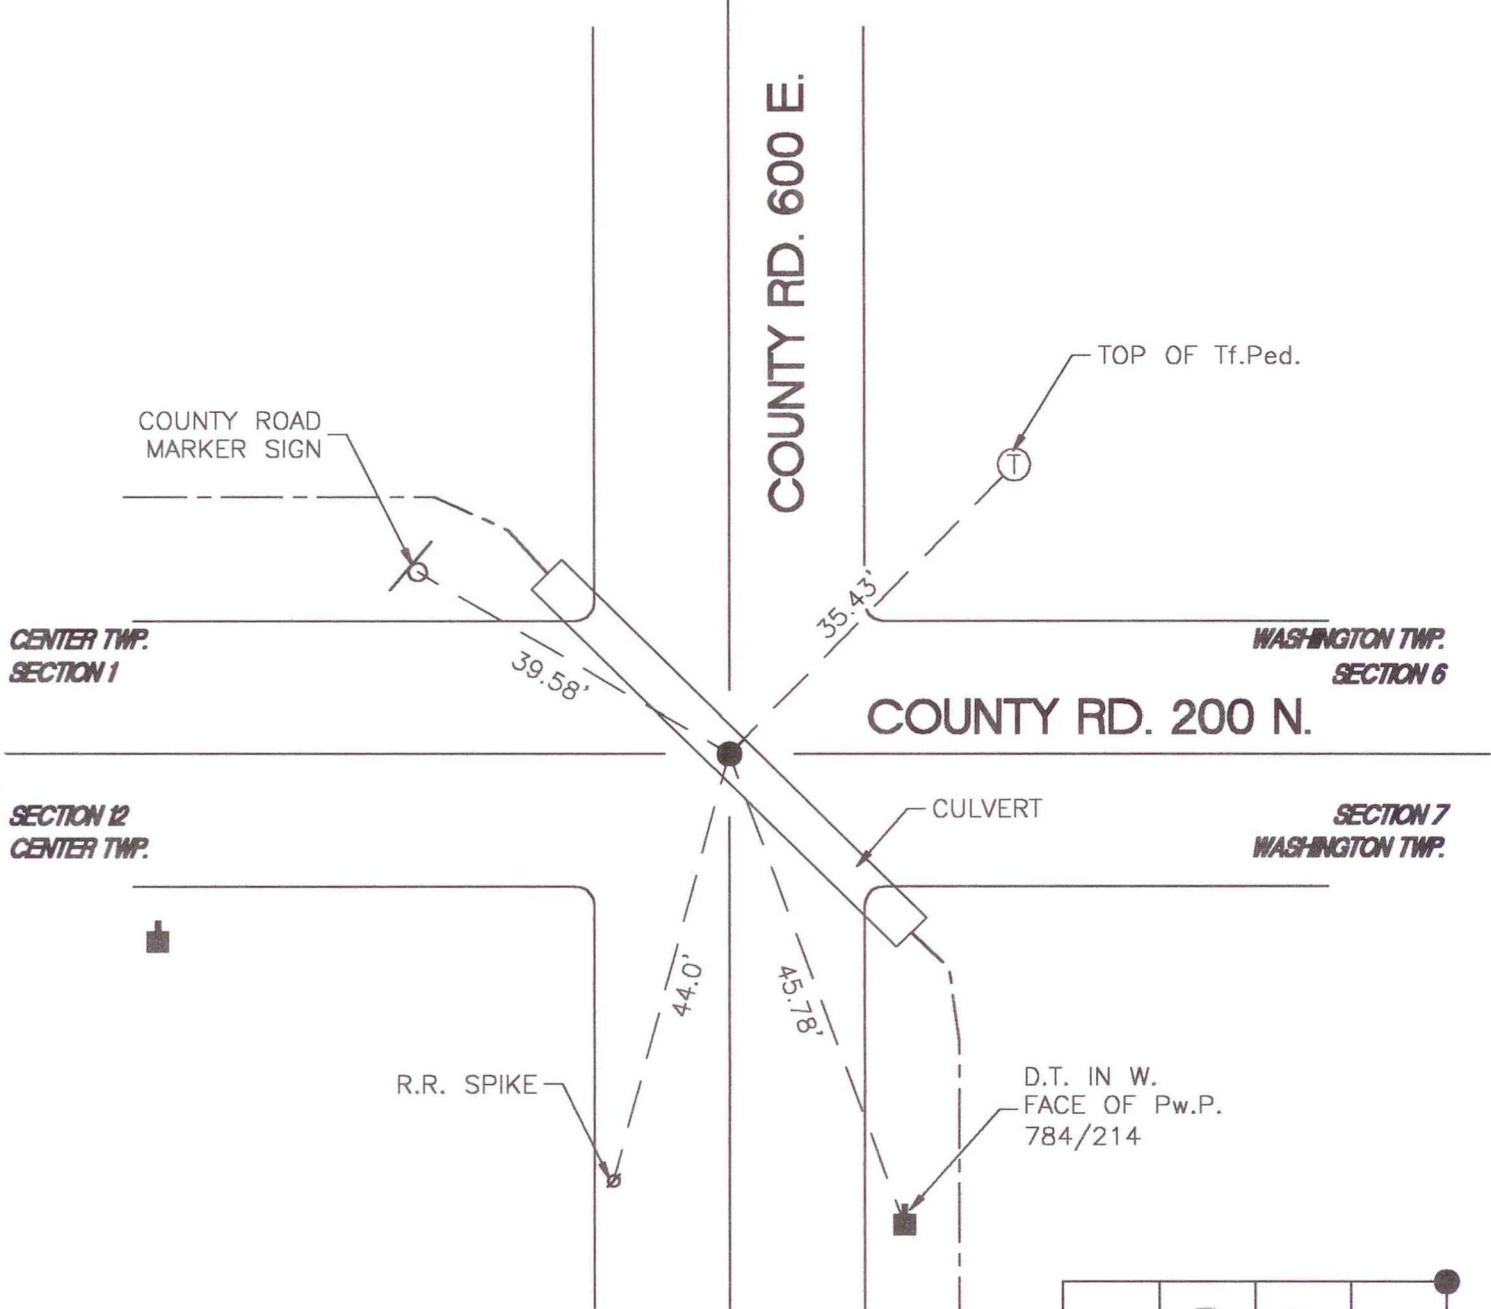 COUNTY RD. 600 E.
TOP OF Tf.Ped.
COUNTY ROAD
MARKER SIGN
T
35.43'
39.58'
CENTER TWP.
SECTION 1
WASHINGTON TWP.
SECTION 6
COUNTY RD. 200 N.
SECTION 12
CENTER TWP.
CULVERT
SECTION 7
WASHINGTON TWP.
44.0'
45.78'
R.R. SPIKE
D.T. IN W.
FACE OF Pw.P.
784/214